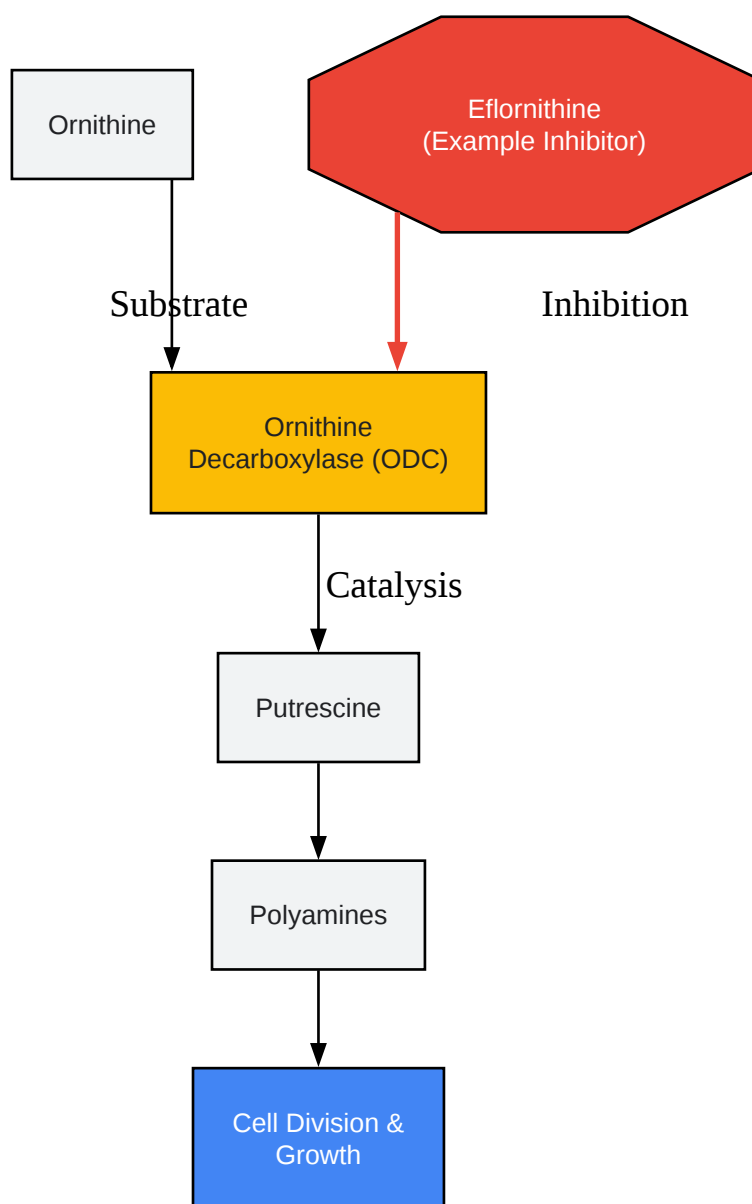 Ornithine
Eflornithine
(Example Inhibitor)
Substrate
Inhibition
Ornithine
Decarboxylase (ODC)
Catalysis
Putrescine
Polyamines
Cell Division &
Growth